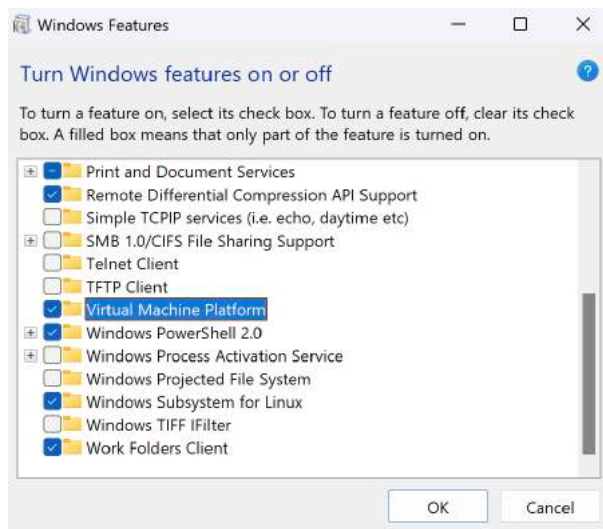 Windows Features
Turn Windows features on or off
?
To turn a feature on, select its check box. To turn a feature off, clear its check
box. A filled box means that only part of the feature is turned on.
Print and Document Services
Remote Differential Compression API Support
Simple TCPIP services (i.e. echo, daytime etc)
SMB 1.0/CIFS File Sharing Support
Telnet Client
TFTP Client
Virtual Machine Platform
Windows PowerShell 2.0
Windows Process Activation Service
Windows Projected File System
Windows Subsystem for Linux
Windows TIFF IFilter
Work Folders Client
OK Cancel